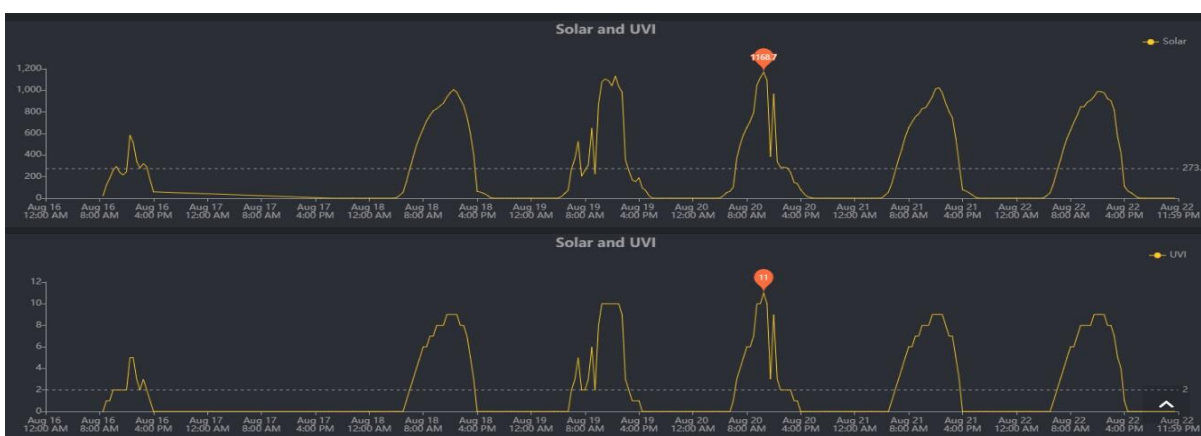 Solar and UVI
Solar
1168.7
1,200
1,000
800
600
400
273.
200
0
Aug 16 Aug 16 Aug 16 Aug 17 Aug 17 Aug 17 Aug 18 Aug 18 Aug 18 Aug 19 Aug 19 Aug 19 Aug 20 Aug 20 Aug 20 Aug 21 Aug 21 Aug 21 Aug 22 Aug 22 Aug 22 Aug 22
12:00 AM 8:00 AM 4:00 PM 12:00 AM 8:00 AM 4:00 PM 12:00 AM 8:00 AM 4:00 PM 12:00 AM 8:00 AM 4:00 PM 12:00 AM 8:00 AM 4:00 PM 12:00 AM 8:00 AM 4:00 PM 12:00 AM 8:00 AM 4:00 PM 11:59 PM
Solar and UVI
UVI
11
12
10
8
6
4
2 2
0
Aug 16 Aug 16 Aug 16 Aug 17 Aug 17 Aug 17 Aug 18 Aug 18 Aug 18 Aug 19 Aug 19 Aug 19 Aug 20 Aug 20 Aug 20 Aug 21 Aug 21 Aug 21 Aug 22 Aug 22 Aug 22 Aug 22
12:00 AM 8:00 AM 4:00 PM 12:00 AM 8:00 AM 4:00 PM 12:00 AM 8:00 AM 4:00 PM 12:00 AM 8:00 AM 4:00 PM 12:00 AM 8:00 AM 4:00 PM 12:00 AM 8:00 AM 4:00 PM 12:00 AM 8:00 AM 4:00 PM 11:59 PM